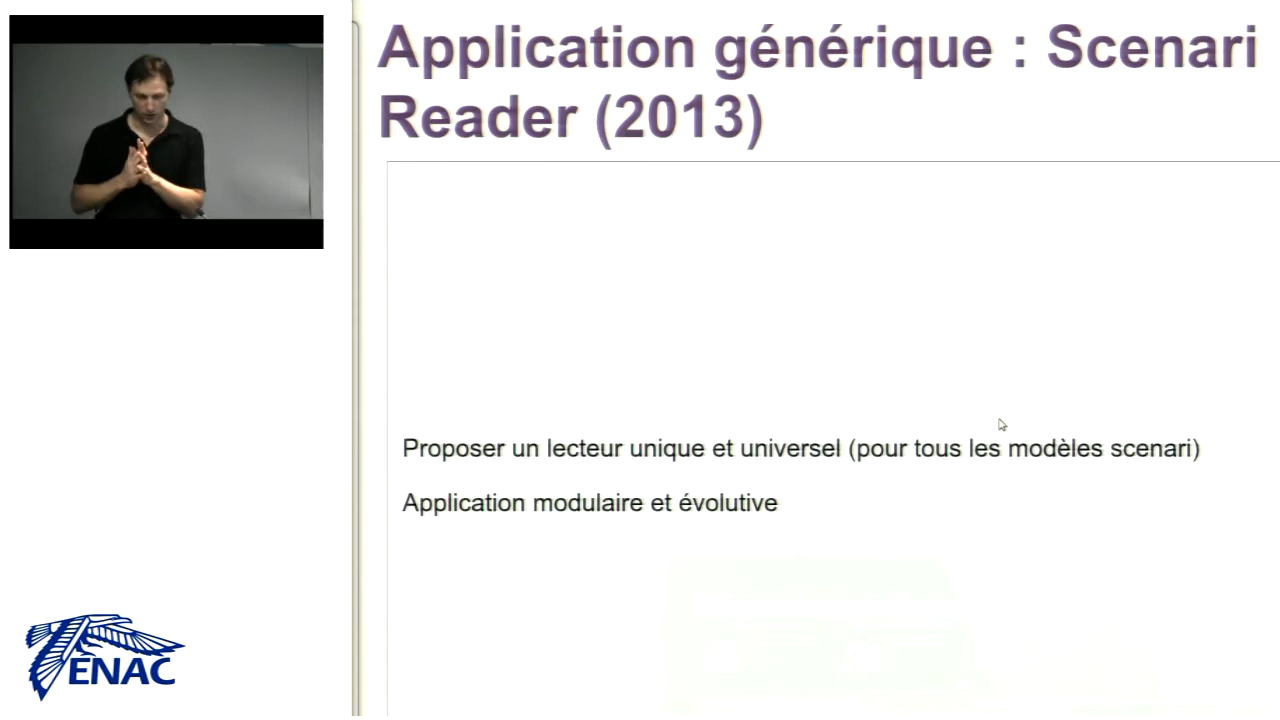 Application générique : Scenari
Reader (2013)
Proposer un lecteur unique et universel (pour tous les modèles scenari)
Application modulaire et évolutive
ENAC